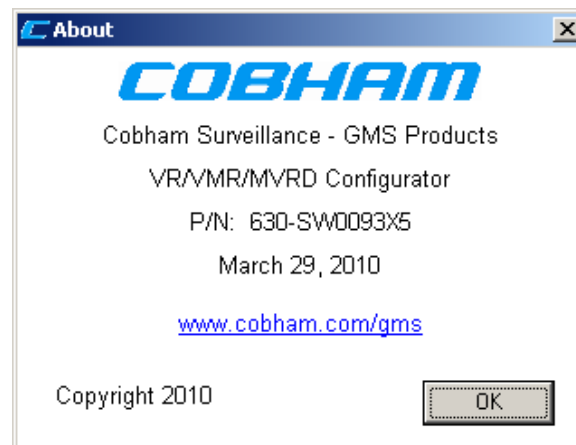 About
COBHAM
Cobham Surveillance - GMS Products
VR/VMR/MVRD Configurator
P/N: 630-SW0093X5
March 29, 2010
www.cobham.com/gms
Copyright 2010
OK